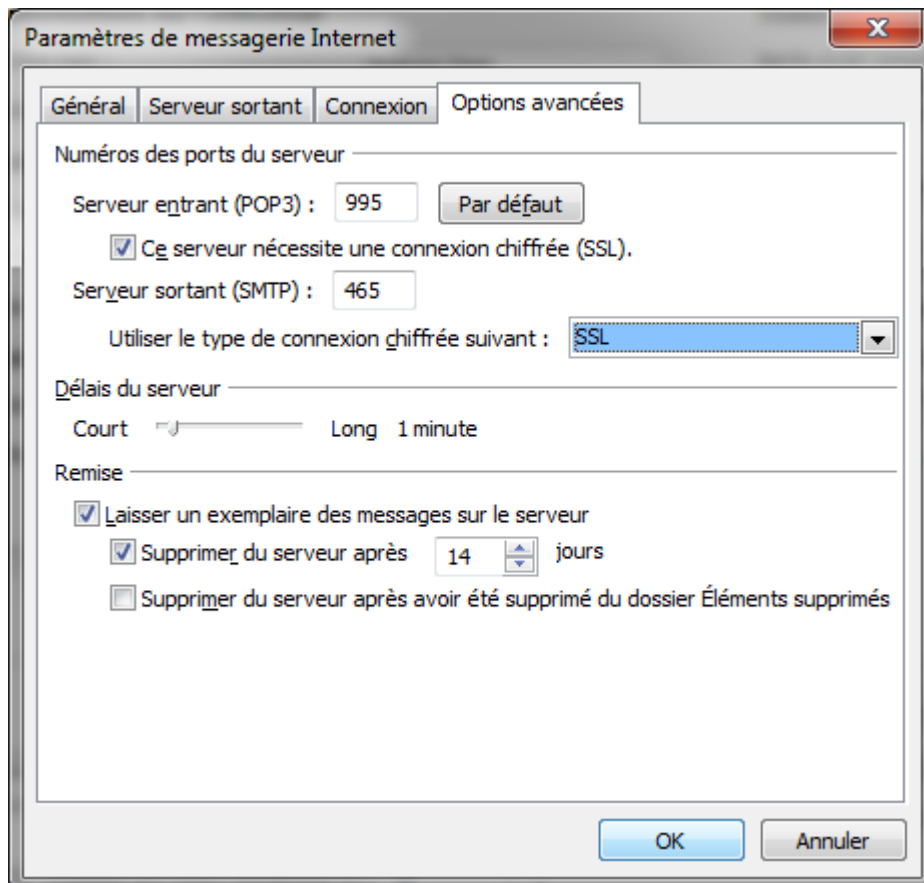 Paramètres de messagerie Internet
Général Serveur sortant Connexion Options avancées
Numéros des ports du serveur
Serveur entrant (POP3) : 995 Par défaut
Ce serveur nécessite une connexion chiffrée (SSL).
Serveur sortant (SMTP) : 465
Utiliser le type de connexion chiffrée suivant : SSL
Délais du serveur
Court Long 1 minute
Remise
Laisser un exemplaire des messages sur le serveur
Supprimer du serveur après 14 jours
Supprimer du serveur après avoir été supprimé du dossier Éléments supprimés
OK Annuler